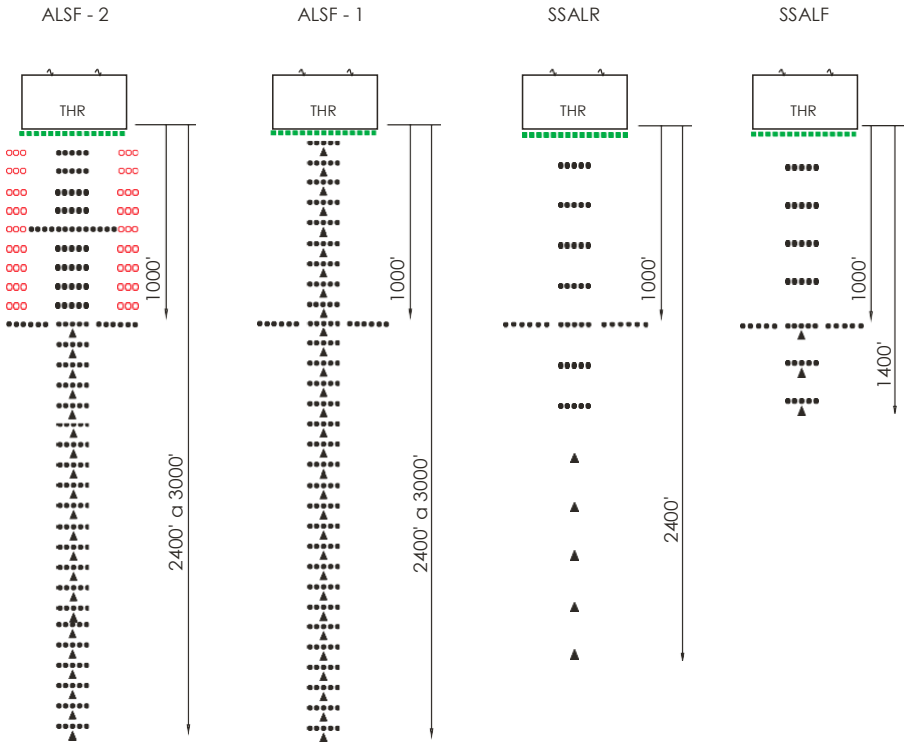 ALSF - 2
ALSF - 1
SSALR
SSALF
THR
THR
THR
THR
1000'
1000'
1000'
1000'
1400'
2400' a 3000'
2400' a 3000'
2400'